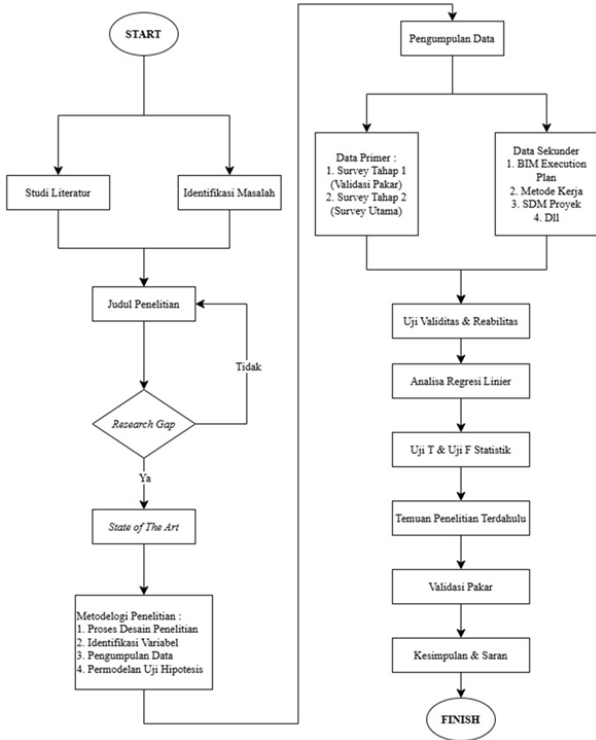 START
Studi Literatur
Identifikasi Masalah
Judul Penelitian
Tidak
Research Gap
Ya
State of The Art
Metodelogi Penelitian :
1. Proses Desain Penelitian
2. Identifikasi Variabel
3. Pengumpulan Data
4. Permodelan Uji Hipotesis
Pengumpulan Data
Data Primer :
1. Survey Tahap 1
(Validasi Pakar)
2. Survey Tahap 2
(Survey Utama)
Data Sekunder
1. BIM Execution
Plan
2. Metode Kerja
3. SDM Proyek
4. Dll
Uji Validitas & Reabilitas
Analisa Regresi Linier
Uji T & Uji F Statistik
Temuan Penelitian Terdahulu
Validasi Pakar
Kesimpulan & Saran
FINISH